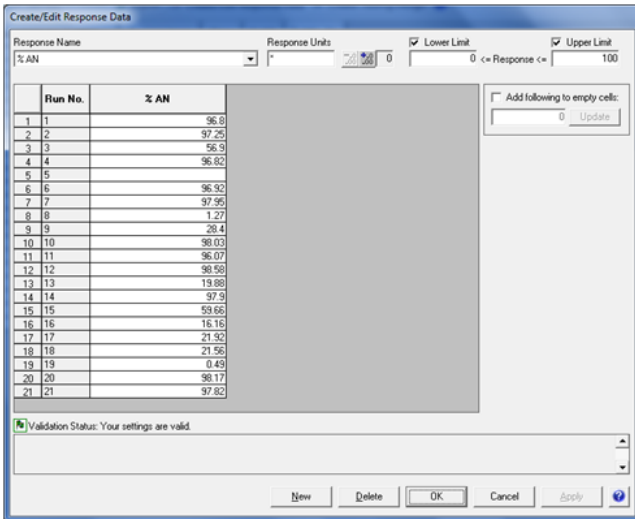 Create/Edit Response Data
Response Name Response Units Lower Limit Upper Limit
% AN * 0 0 <= Response <= 100
Run No. % AN Add following to empty cells:
0 Update
1 1 96.8
2 2 97.25
3 3 56.9
4 4 96.82
5 5
6 6 96.92
7 7 97.95
8 8 1.27
9 9 28.4
10 10 98.03
11 11 96.07
12 12 98.58
13 13 19.88
14 14 97.9
15 15 59.66
16 16 16.16
17 17 21.92
18 18 21.56
19 19 0.49
20 20 98.17
21 21 97.82
Validation Status: Your settings are valid.
New Delete OK Cancel Apply ?